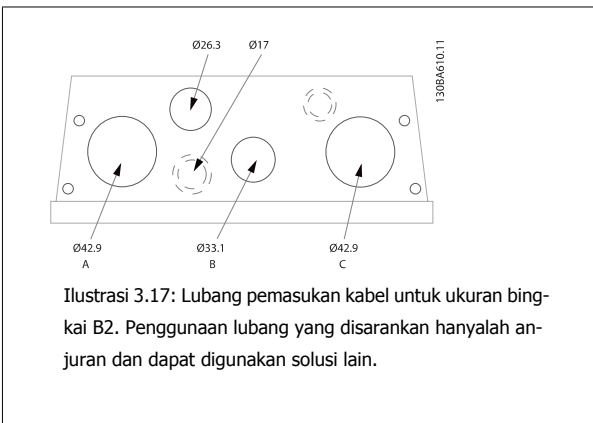 Ø26.3 Ø17
130BA610.11
Ø42.9 Ø33.1 Ø42.9
A B C
Ilustrasi 3.17: Lubang pemasukan kabel untuk ukuran bing-
kai B2. Penggunaan lubang yang disarankan hanyalah an-
juran dan dapat digunakan solusi lain.